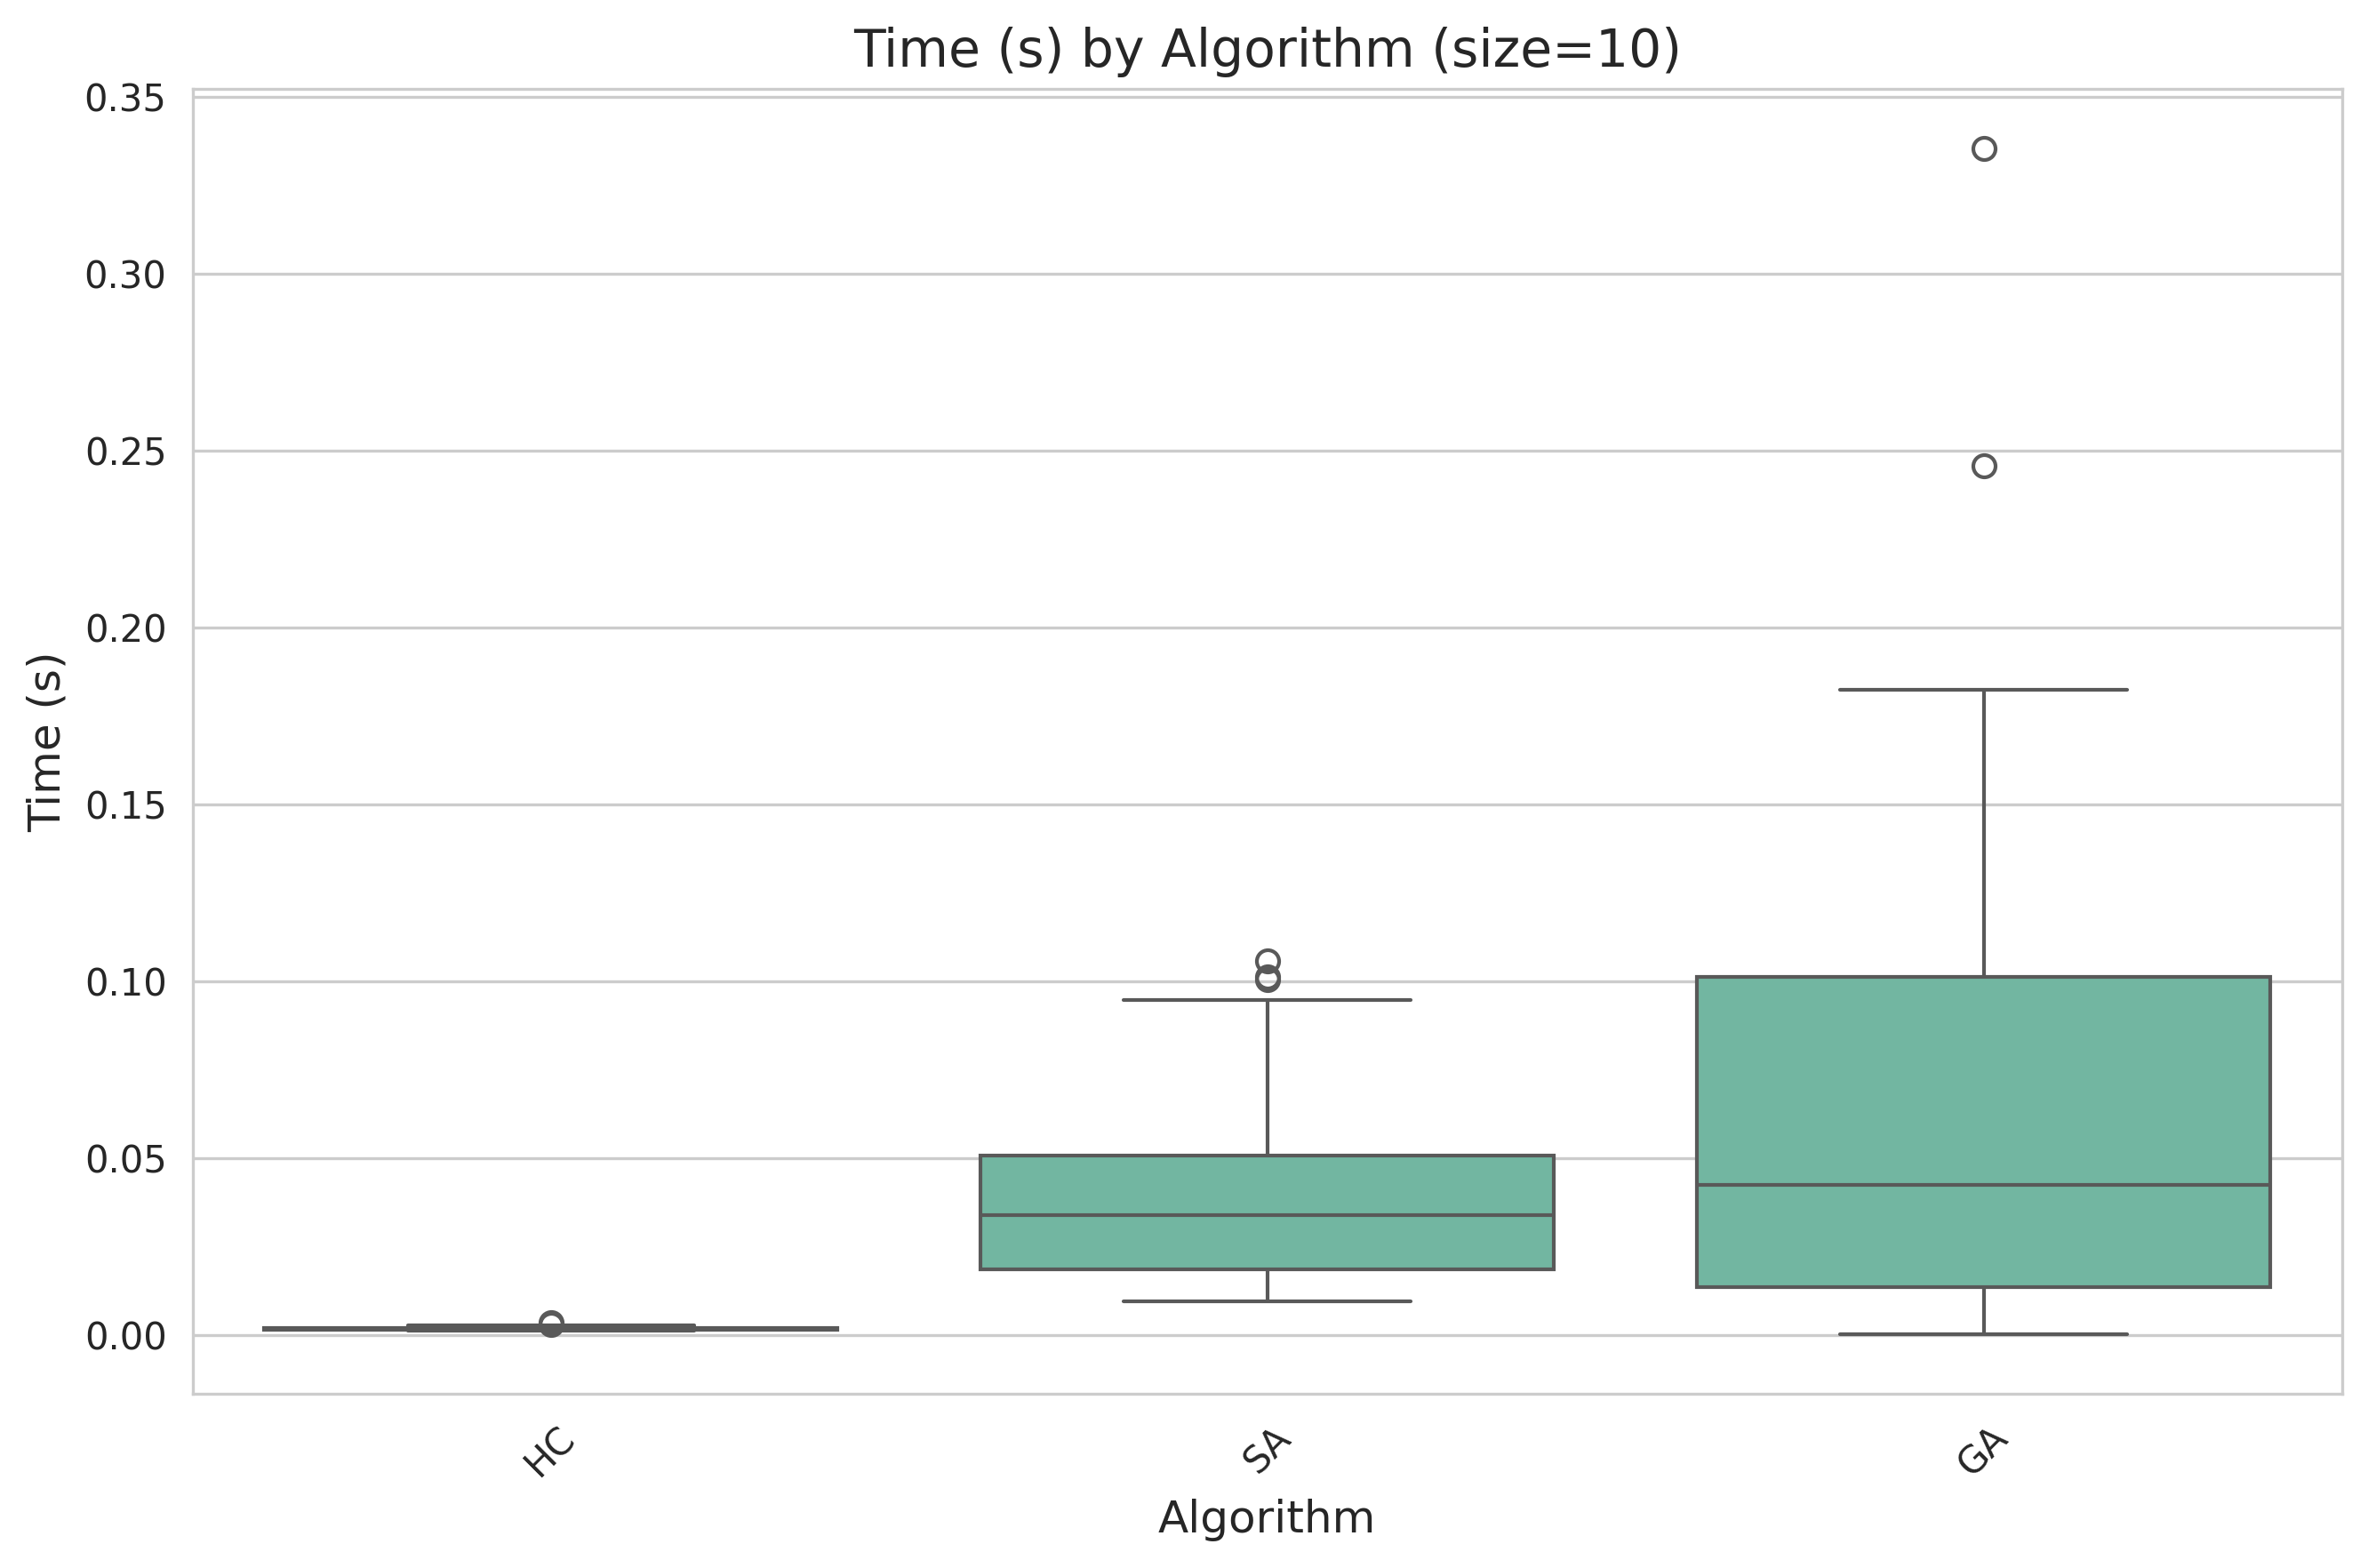 Time (s) by Algorithm (size=10)
0.35
0.30
0.25
0.20
0.15
0.10
0.05
0.00
Time (s)
HC
SA
GA
Algorithm